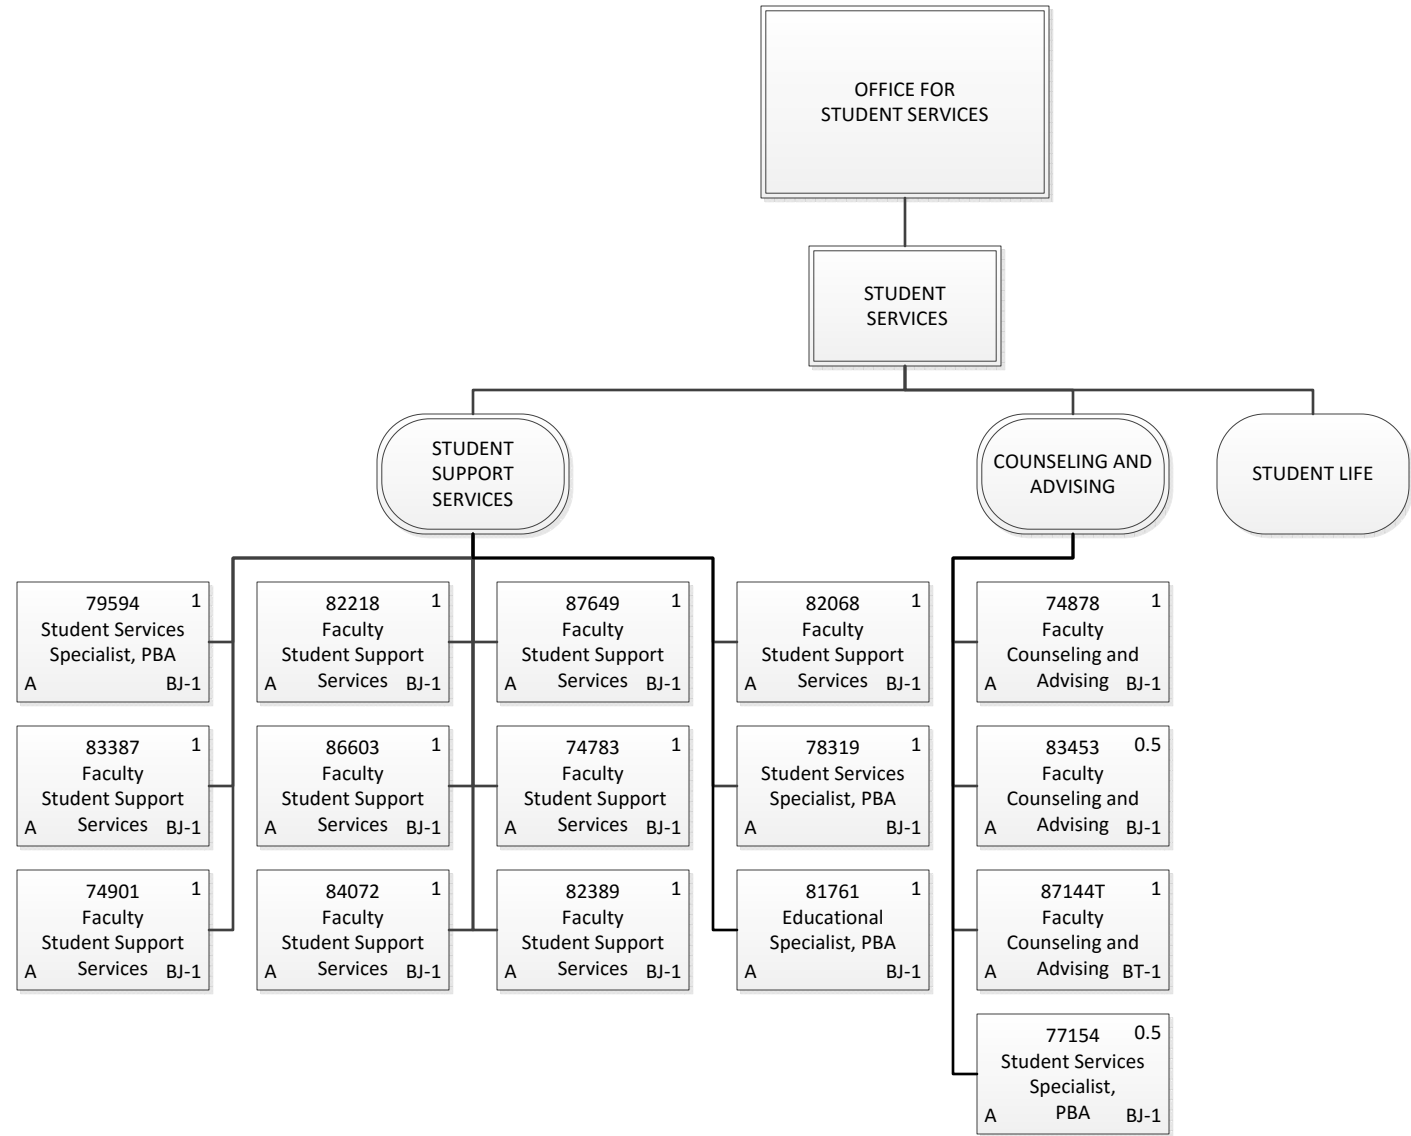 OFFICE FOR
STUDENT SERVICES
STUDENT
SERVICES
STUDENT
SUPPORT
SERVICES
COUNSELING AND
ADVISING
STUDENT LIFE
79594 1
Student Services
Specialist, PBA
A BJ-1
82218 1
Faculty
Student Support
A Services BJ-1
87649 1
Faculty
Student Support
A Services BJ-1
82068 1
Faculty
Student Support
A Services BJ-1
74878 1
Faculty
Counseling and
A Advising BJ-1
83387 1
Faculty
Student Support
A Services BJ-1
86603 1
Faculty
Student Support
A Services BJ-1
74783 1
Faculty
Student Support
A Services BJ-1
78319 1
Student Services
Specialist, PBA
A BJ-1
83453 0.5
Faculty
Counseling and
A Advising BJ-1
74901 1
Faculty
Student Support
A Services BJ-1
84072 1
Faculty
Student Support
A Services BJ-1
82389 1
Faculty
Student Support
A Services BJ-1
81761 1
Educational
Specialist, PBA
A BJ-1
87144T 1
Faculty
Counseling and
A Advising BT-1
77154 0.5
Student Services
Specialist,
A PBA BJ-1